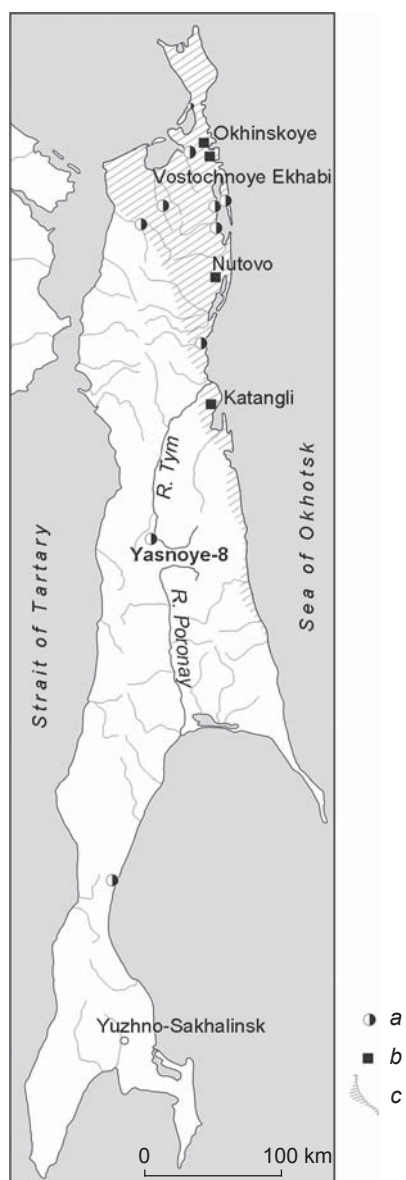 Okhinskoye
Vostochnoye Ekhabi
Nutovo
Katangli
R. Tym
Sea of Okhotsk
Yasnoye-8
Strait of Tartary
R. Poronay
Yuzhno-Sakhalinsk
a
b
c
0 100 km